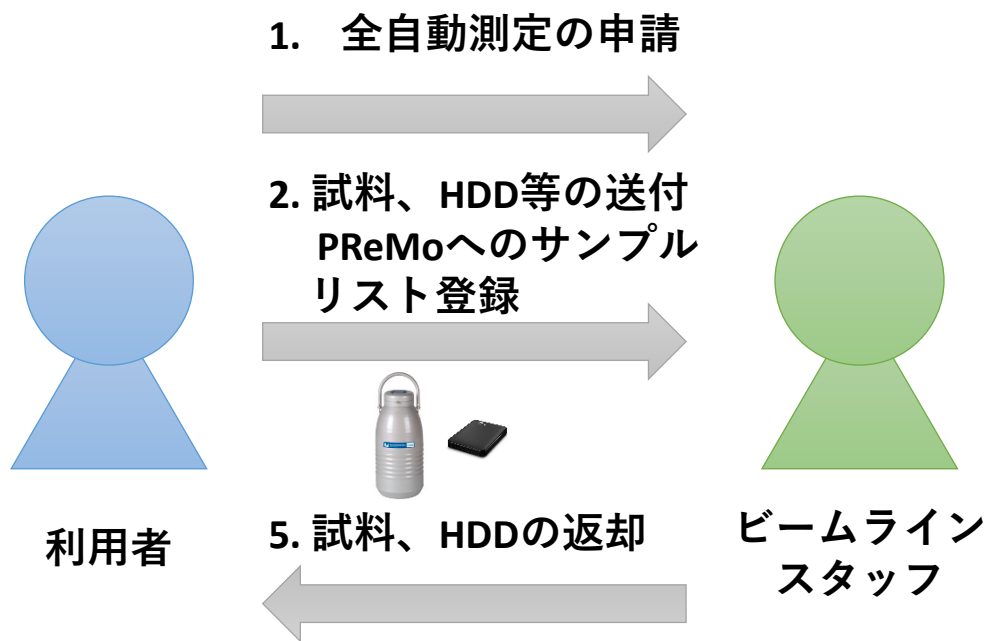 1. 全自動測定の申請
2. 試料、HDD等の送付
PReMoへのサンプル
リスト登録
利用者
5. 試料、HDDの返却
ビームライン
スタッフ